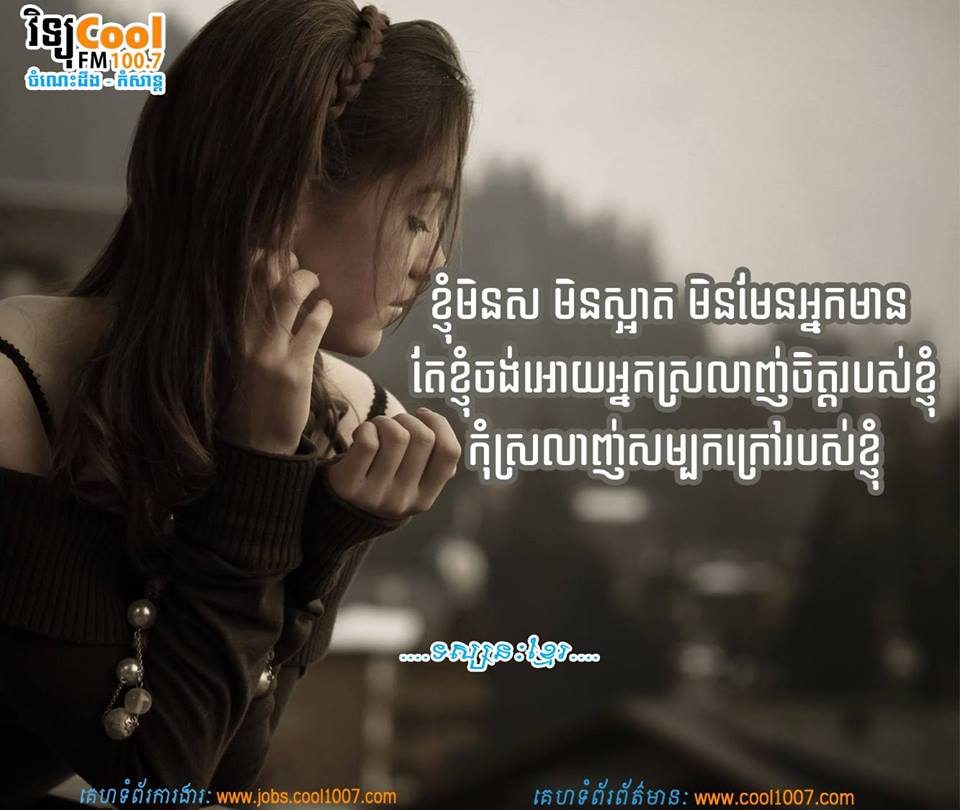 វិទ្យុ Cool
FM 100.7
ចំណេះដឹង - កំសាន្ត
ខ្ញុំមិនស មិនស្អាត មិនមែនអ្នកមាន
តែខ្ញុំចង់អោយអ្នកស្រលាញ់ចិត្តរបស់ខ្ញុំ
កុំស្រលាញ់សម្បកក្រៅរបស់ខ្ញុំ
....ទស្សនៈខ្មែរ....
គេហទំព័រការងារ: www.jobs.cool1007.com
គេហទំព័រព័ត៌មាន: www.cool1007.com